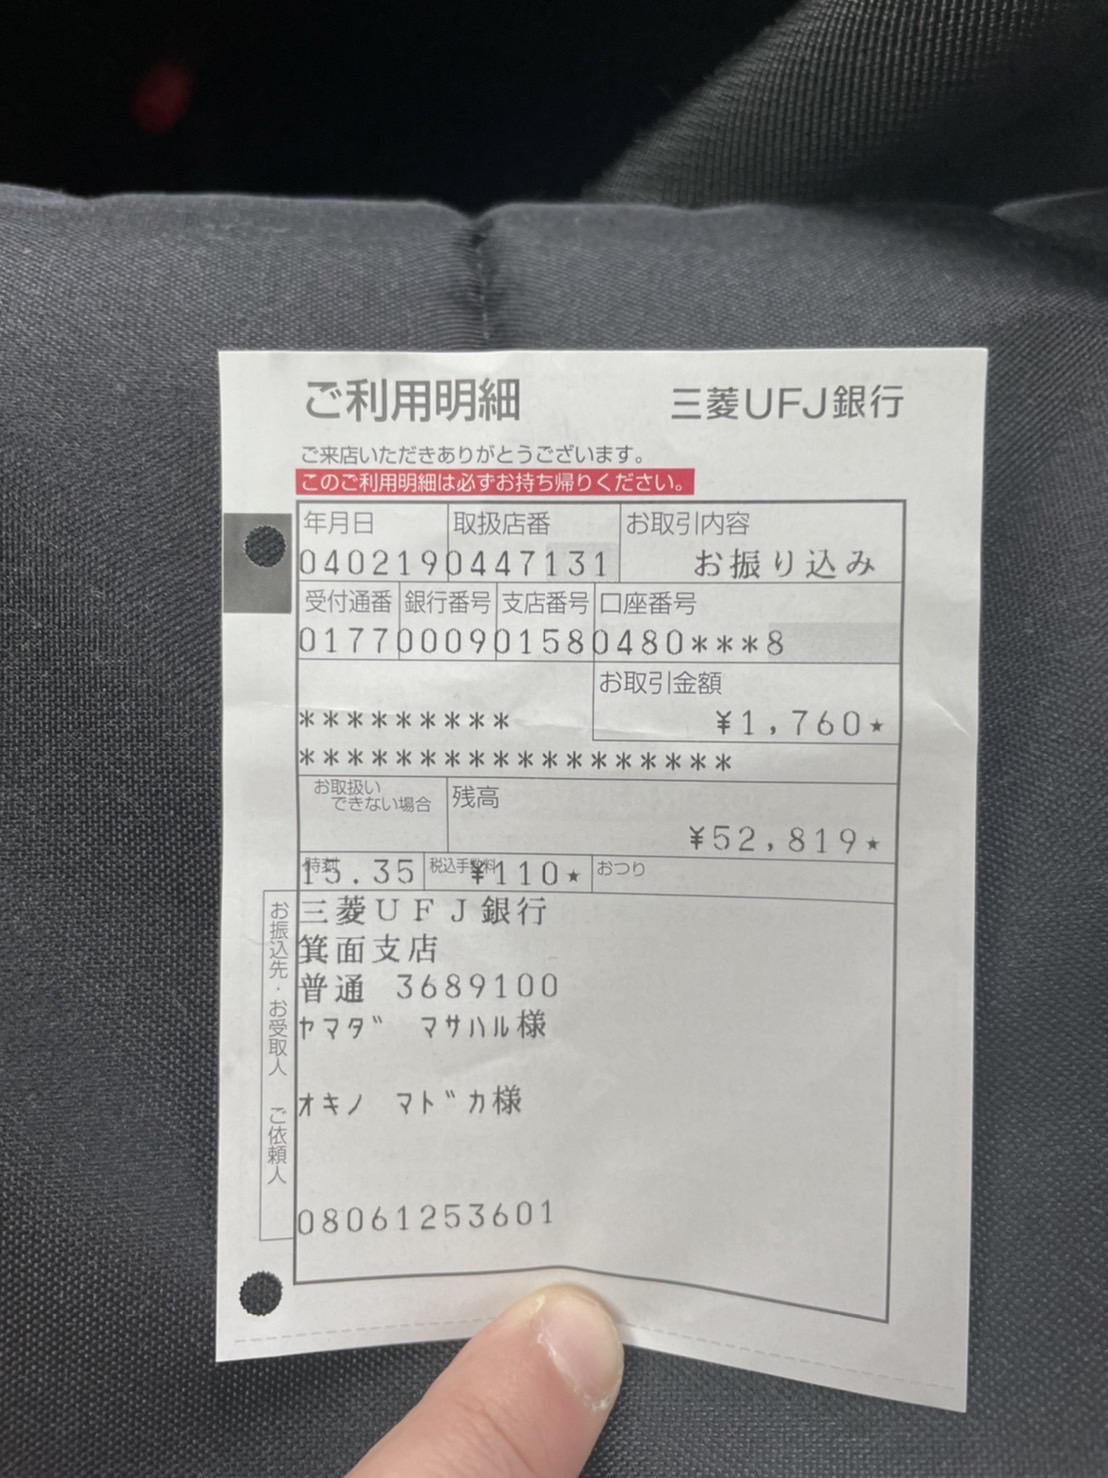 ご利用明細 三菱UFJ銀行
ご来店いただきありがとうございます。
このご利用明細は必ずお持ち帰りください。
年月日 取扱店番 お取引内容
040219 0447131 お振り込み
受付通番 銀行番号 支店番号 口座番号
0177 0009 0158 0480***8
お取引金額
********* ¥1,760★
******************
お取扱いできない場合 残高
¥52,819★
時刻 税込手数料 おつり
15.35 ¥110★
お振込先・お受取人 ご依頼人
三菱UFJ銀行
箕面支店
普通 3689100
ヤマダ マサハル様
オキノ マドカ様
08061253601